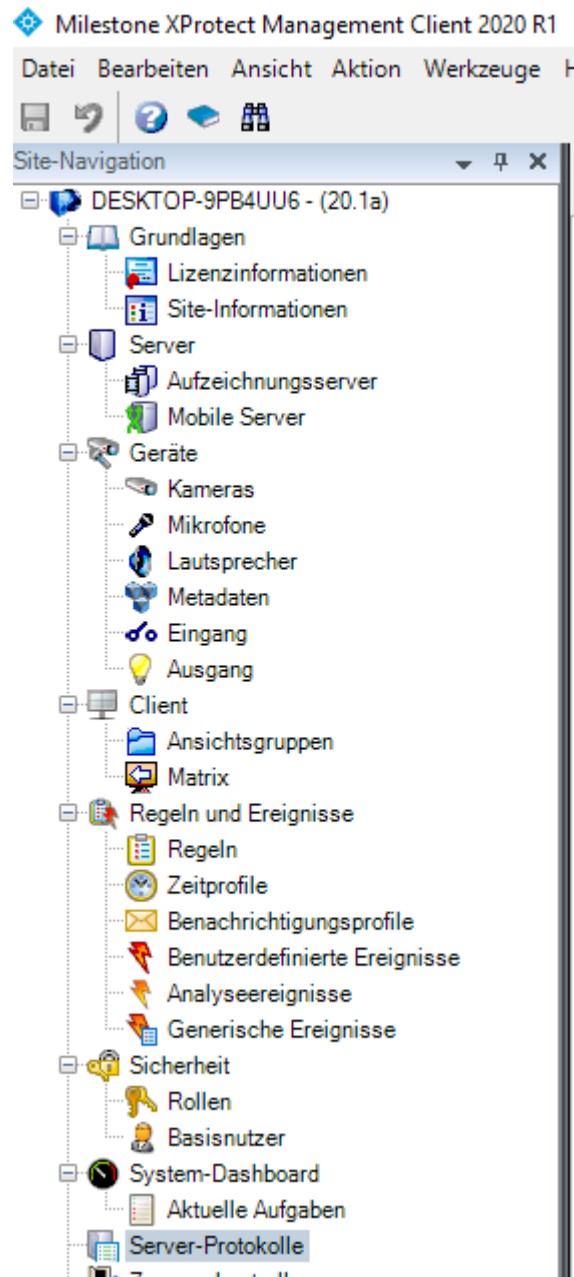 Milestone XProtect Management Client 2020 R1
Datei Bearbeiten Ansicht Aktion Werkzeuge
Site-Navigation
DESKTOP-9PB4UU6 - (20.1a)
Grundlagen
Lizenzinformationen
Site-Informationen
Server
Aufzeichnungsserver
Mobile Server
Geräte
Kameras
Mikrofone
Lautsprecher
Metadaten
Eingang
Ausgang
Client
Ansichtsgruppen
Matrix
Regeln und Ereignisse
Regeln
Zeitprofile
Benachrichtigungsprofile
Benutzerdefinierte Ereignisse
Analyseereignisse
Generische Ereignisse
Sicherheit
Rollen
Basisnutzer
System-Dashboard
Aktuelle Aufgaben
Server-Protokolle